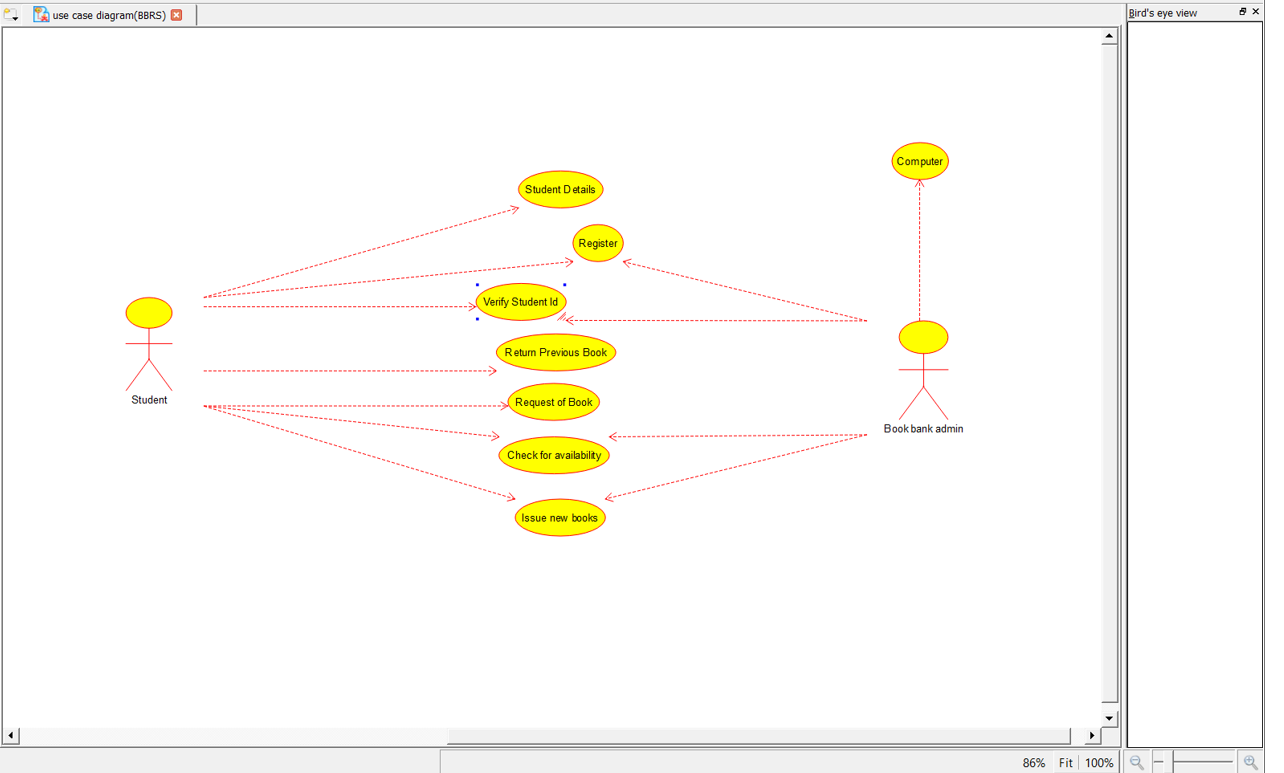 use case diagram(BBRS)
Bird's eye view
Computer
Student Details
Register
Verify Student Id
Return Previous Book
Student
Request of Book
Book bank admin
Check for availability
Issue new books
86% Fit 100%